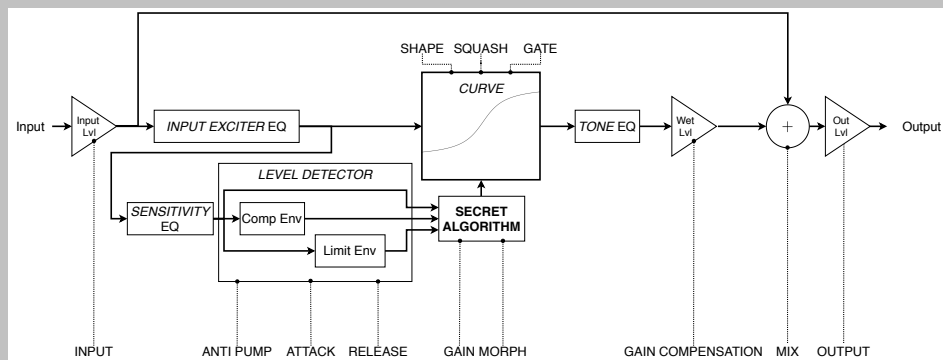 SHAPE SQUASH GATE
CURVE
Input
Input
Lvl
INPUT EXCITER EQ
TONE EQ
Wet
Lvl
+
Out
Lvl
Output
LEVEL DETECTOR
SENSITIVITY
EQ
Comp Env
Limit Env
SECRET
ALGORITHM
INPUT ANTI PUMP ATTACK RELEASE GAIN MORPH GAIN COMPENSATION MIX OUTPUT